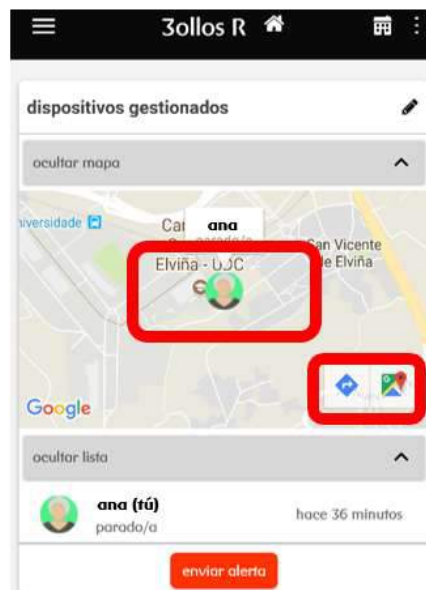 3ollos R
dispositivos gestionados
ocultar mapa
iversidade
ana
San Vicente
de Elviña
Elviña - UDC
Google
ocultar lista
ana (tú)
parado/a
hace 36 minutos
enviar alerta